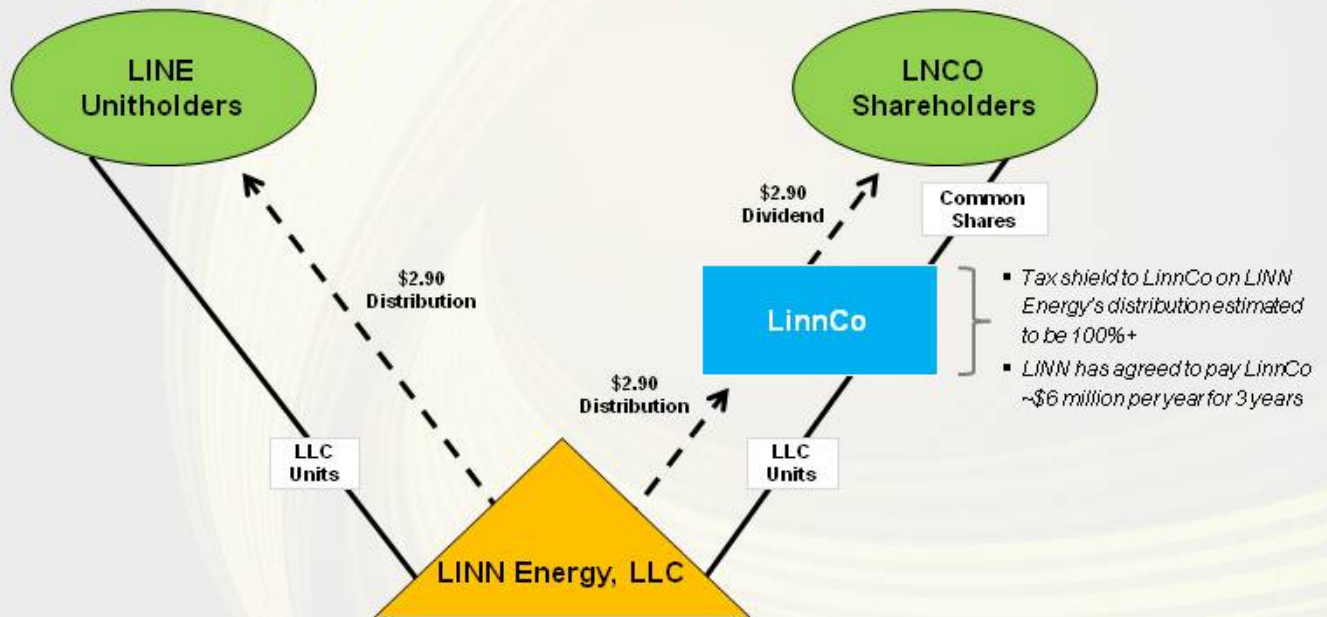 LINE
Unitholders
LNCO
Shareholders
$2.90
Dividend
Common
Shares
$2.90
Distribution
LinnCo
▪ Tax shield to LinnCo on LINN
Energy's distribution estimated
to be 100%+
▪ LINN has agreed to pay LinnCo
~$6 million per year for 3 years
$2.90
Distribution
LLC
Units
LLC
Units
LINN Energy, LLC